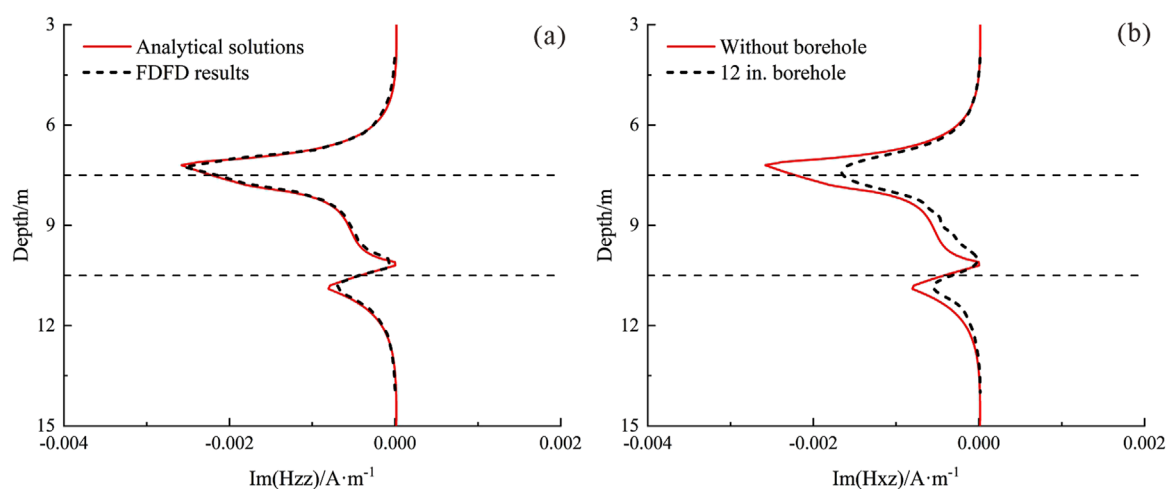 (a)
Analytical solutions
FDFD results
3
6
9
12
15
Depth/m
-0.004
-0.002
0.000
0.002
Im(Hzz)/A·m⁻¹
(b)
Without borehole
12 in. borehole
3
6
9
12
15
Depth/m
-0.004
-0.002
0.000
0.002
Im(Hxz)/A·m⁻¹